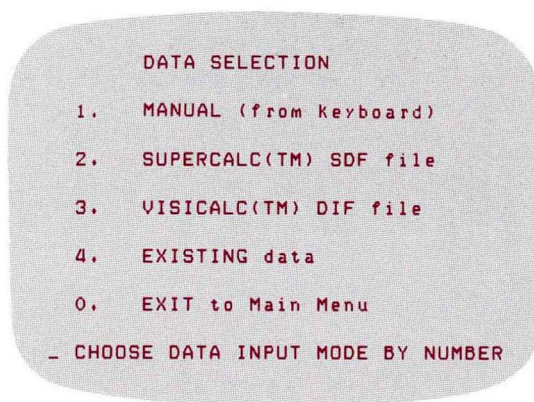 DATA SELECTION
1. MANUAL (from Keyboard)
2. SUPERCALC(TM) SDF file
3. VISICALC(TM) DIF file
4. EXISTING data
0. EXIT to Main Menu
_ CHOOSE DATA INPUT MODE BY NUMBER